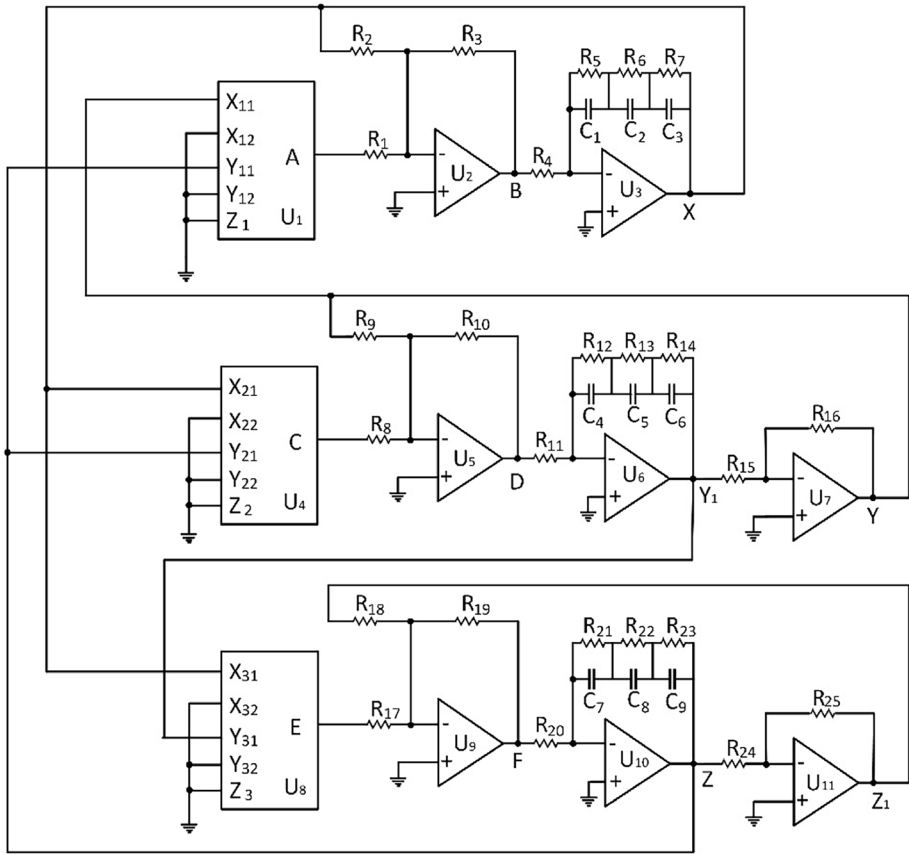 R2 R3 R5 R6 R7
X11
X12
Y11 A R1 - U2 R4 C1 C2 C3
Y12 + B - U3
Z1 U1 + X
R9 R10 R12 R13 R14
X21
X22 C4 C5 C6 R16
Y21 C R8 - U5 R11 - U6 R15 - U7
Y22 + D + Y1 + Y
Z2 U4
R18 R19 R21 R22 R23
X31
X32 C7 C8 C9 R25
Y31 E R17 - U9 R20 - U10 R24 - U11
Y32 + F + Z + Z1
Z3 U8